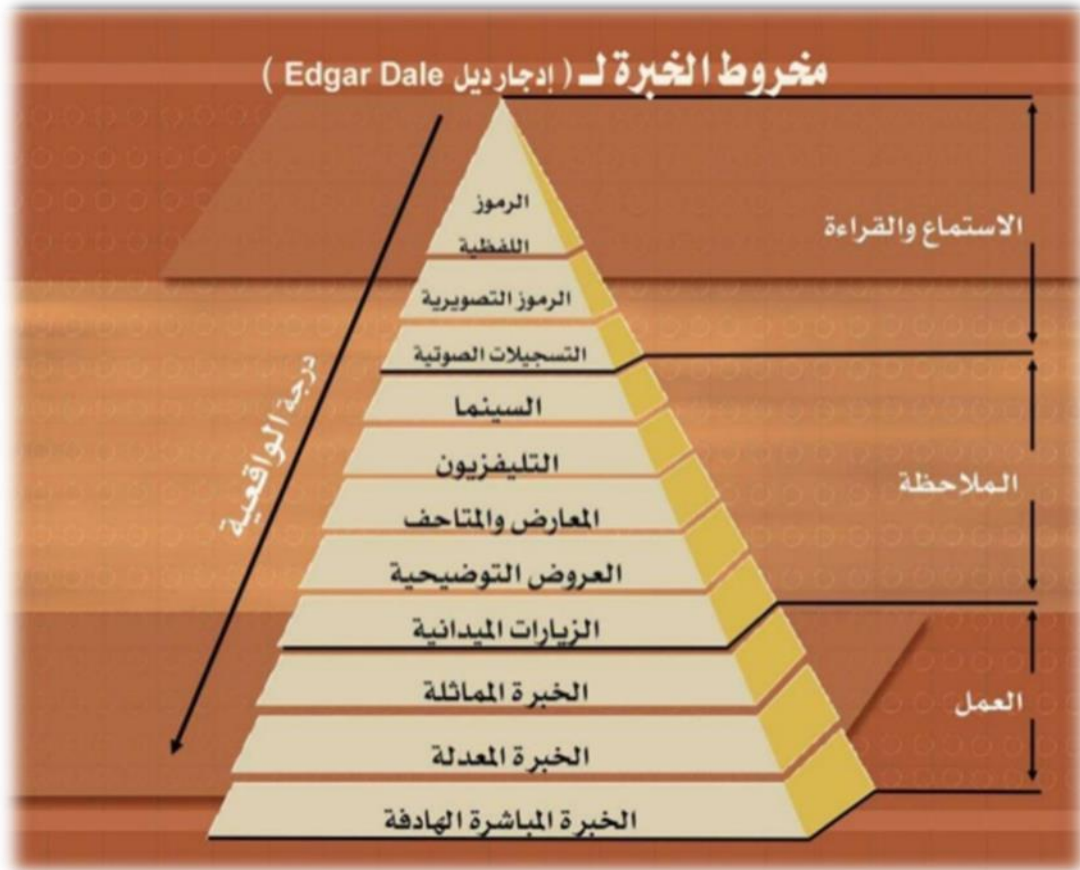 مخروط الخبرة لـ ( إدجار ديل Edgar Dale )
الرموز
اللفظية
الرموز التصويرية
التسجيلات الصوتية
السينما
التليفزيون
المعارض والمتاحف
العروض التوضيحية
الزيارات الميدانية
الخبرة المماثلة
الخبرة المعدلة
الخبرة المباشرة الهادفة
الاستماع والقراءة
الملاحظة
العمل
درجة الواقعية